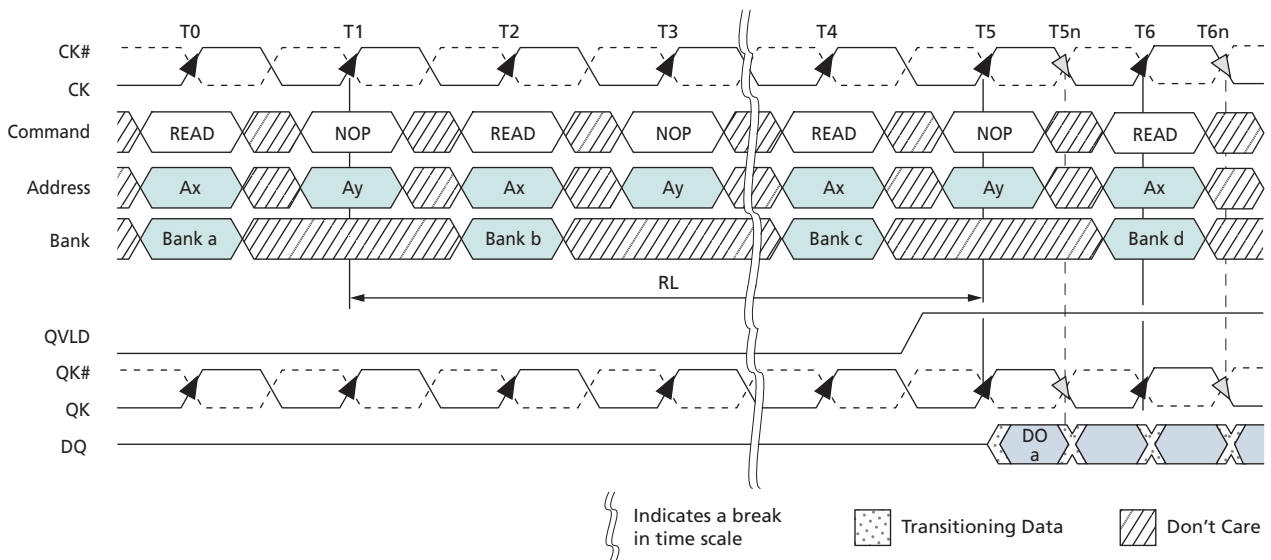 T0 T1 T2 T3 T4 T5 T5n T6 T6n
CK#
CK
Command READ NOP READ NOP READ NOP READ
Address Ax Ay Ax Ay Ax Ay Ax
Bank Bank a Bank b Bank c Bank d
RL
QVLD
QK#
QK
DQ DO
a
Indicates a break
in time scale
Transitioning Data
Don't Care